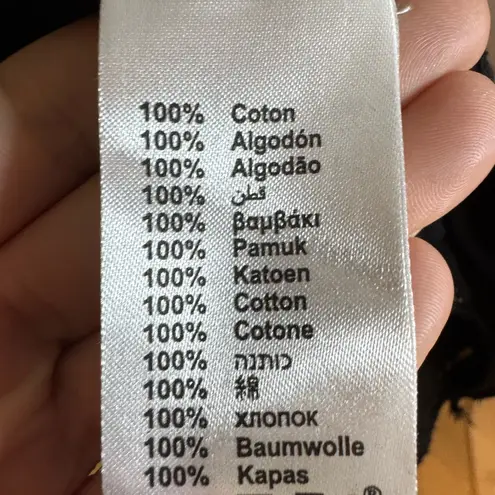 100% Coton
100% Algodón
100% Algodão
100% قطن
100% βαμβάκι
100% Pamuk
100% Katoen
100% Cotton
100% Cotone
100% כותנה
100% 綿
100% хлопок
100% Baumwolle
100% Kapas
®